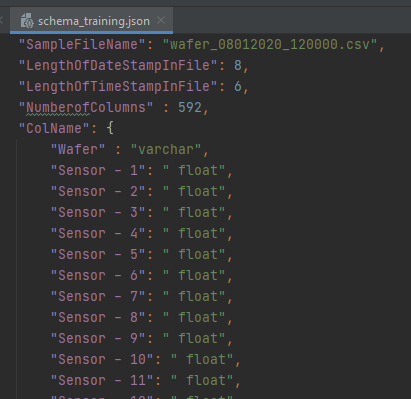 schema_training.json
"SampleFileName": "wafer_08012020_120000.csv",
"LengthOfDateStampInFile": 8,
"LengthOfTimeStampInFile": 6,
"NumberofColumns" : 592,
"ColName": {
"Wafer" : "varchar",
"Sensor - 1": " float",
"Sensor - 2": " float",
"Sensor - 3": " float",
"Sensor - 4": " float",
"Sensor - 5": " float",
"Sensor - 6": " float",
"Sensor - 7": " float",
"Sensor - 8": " float",
"Sensor - 9": " float",
"Sensor - 10": " float",
"Sensor - 11": " float",